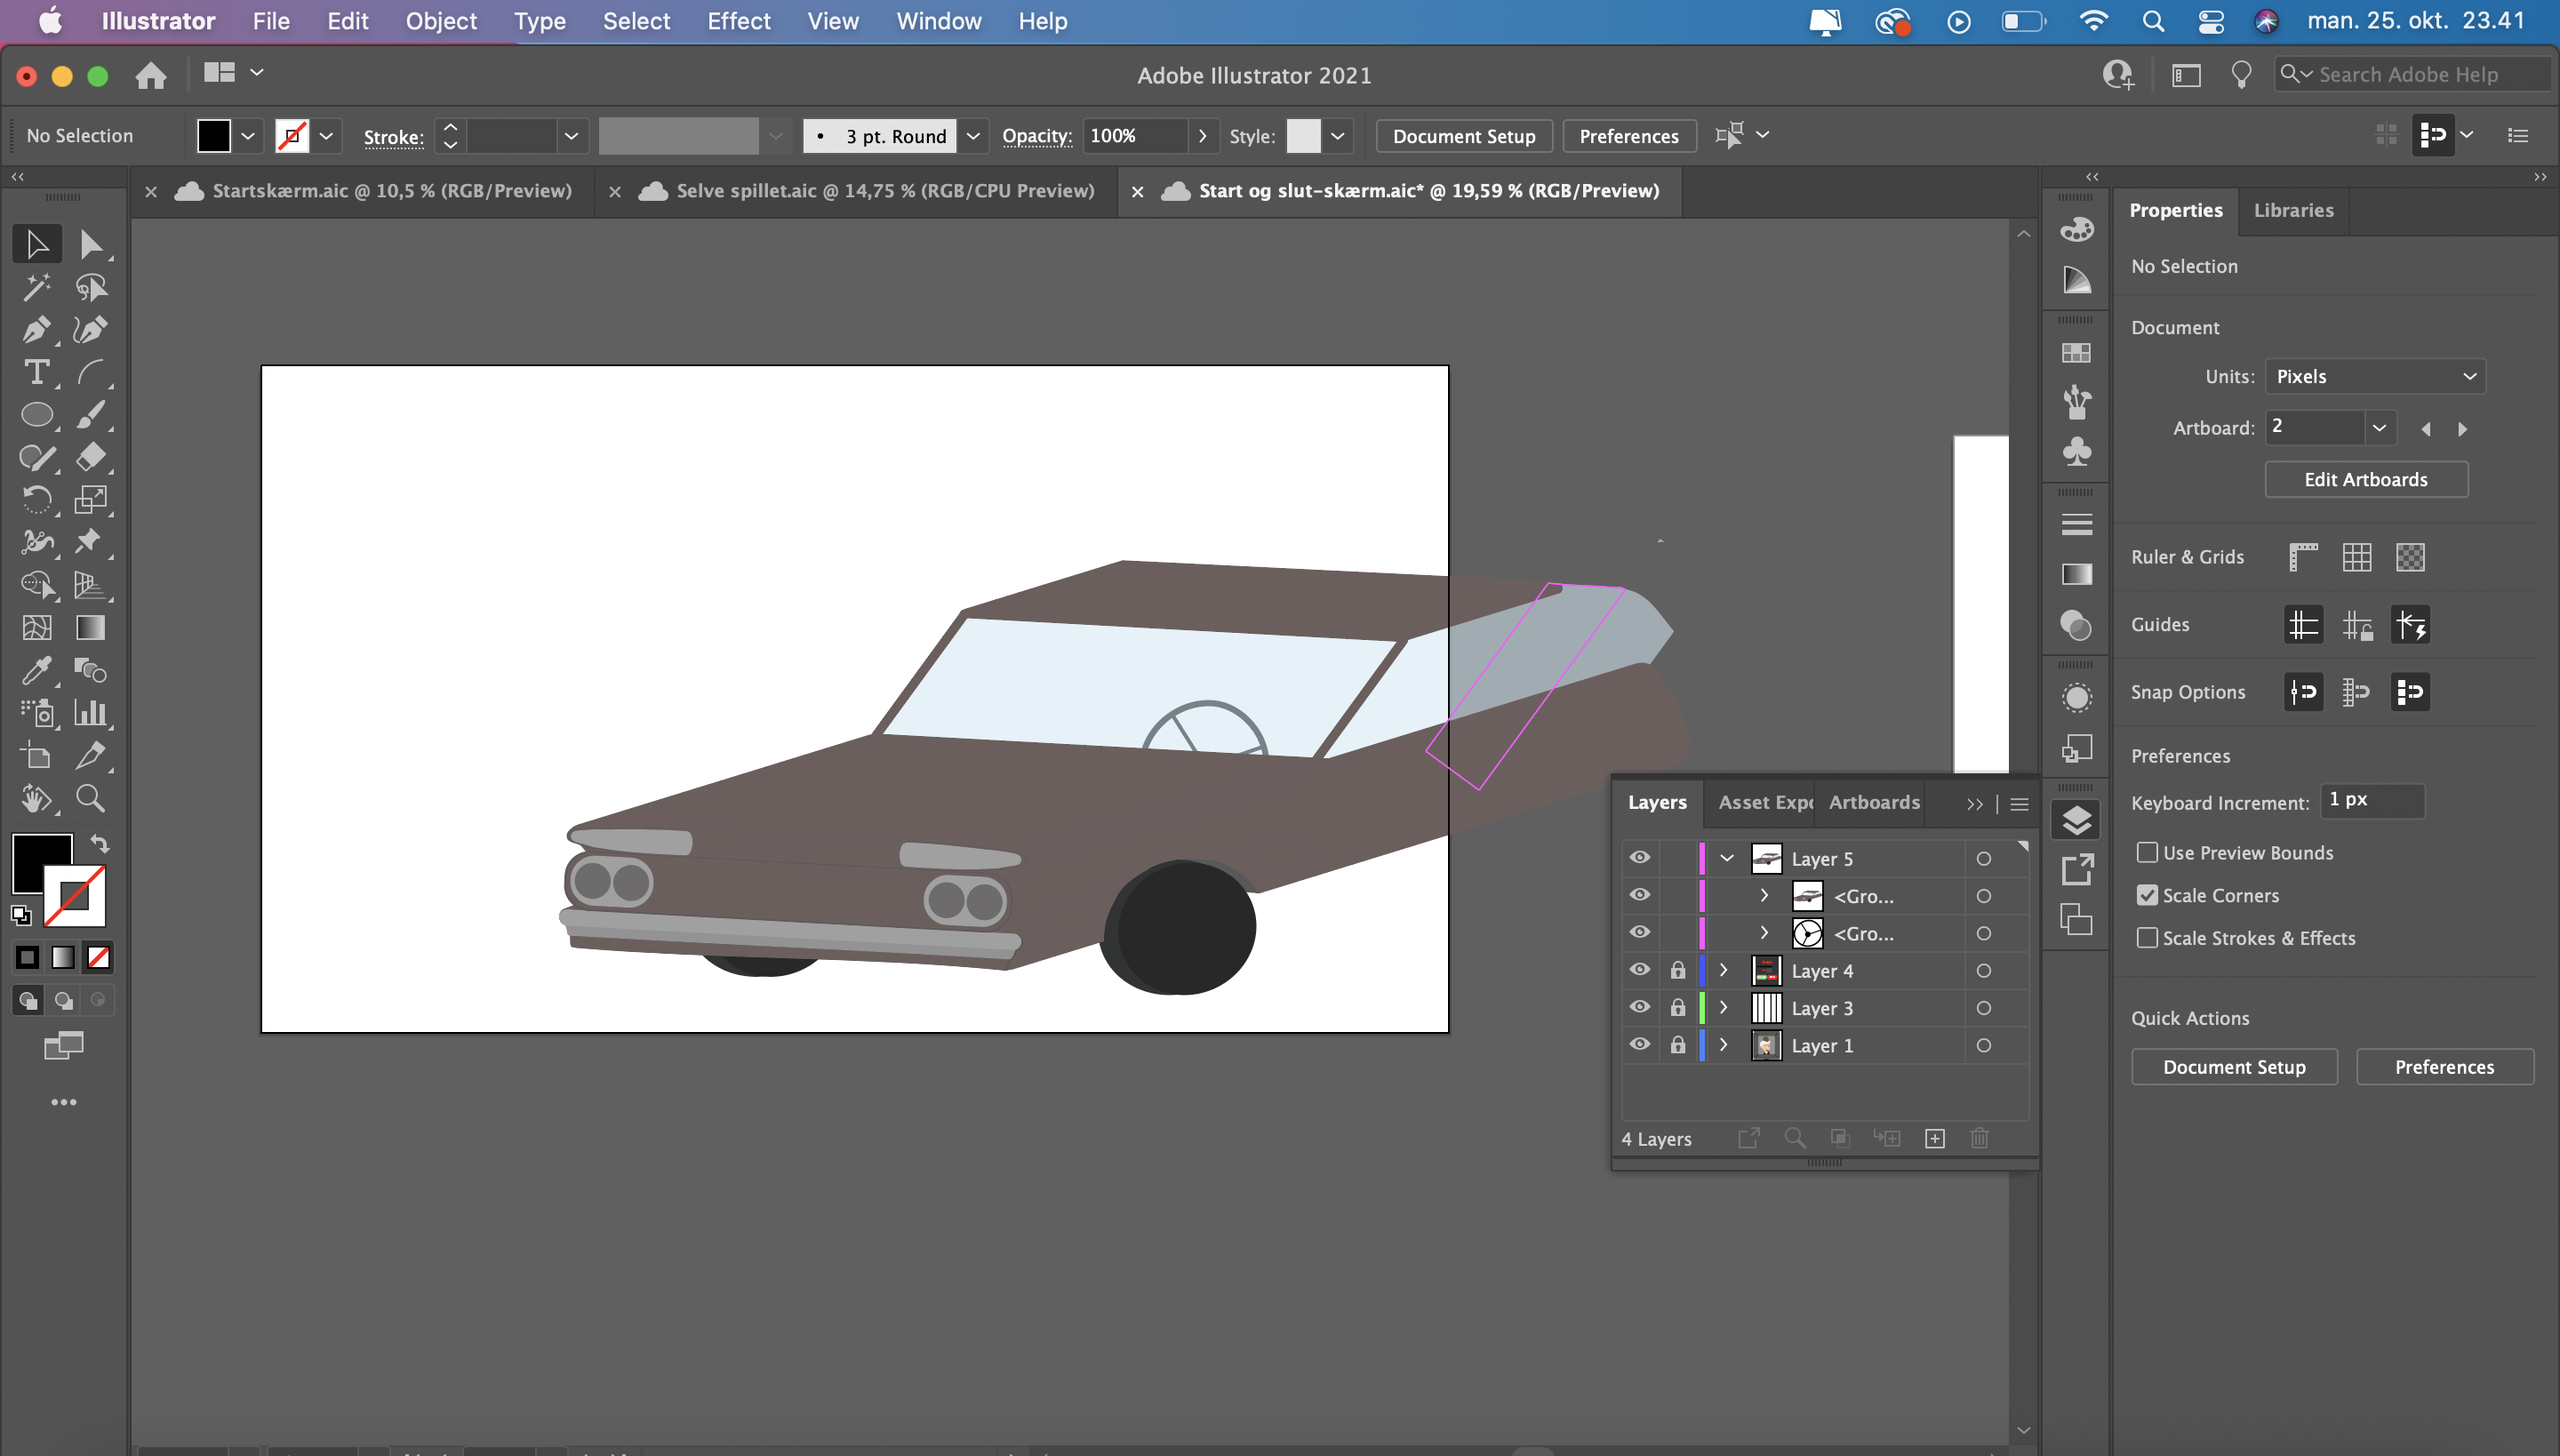 Illustrator File Edit Object Type Select Effect View Window Help man. 25. okt. 23.41
Adobe Illustrator 2021
Search Adobe Help
No Selection
Stroke:
3 pt. Round
Opacity: 100%
Style:
Document Setup
Preferences
Startskærm.aic @ 10,5 % (RGB/Preview)
Selve spillet.aic @ 14,75 % (RGB/CPU Preview)
Start og slut-skærm.aic* @ 19,59 % (RGB/Preview)
Properties
Libraries
No Selection
Document
Units: Pixels
Artboard: 2
Edit Artboards
Ruler & Grids
Guides
Snap Options
Preferences
Keyboard Increment: 1 px
Use Preview Bounds
Scale Corners
Scale Strokes & Effects
Quick Actions
Document Setup
Preferences
Layers
Asset Expo
Artboards
Layer 5
<Gro...
<Gro...
Layer 4
Layer 3
Layer 1
4 Layers